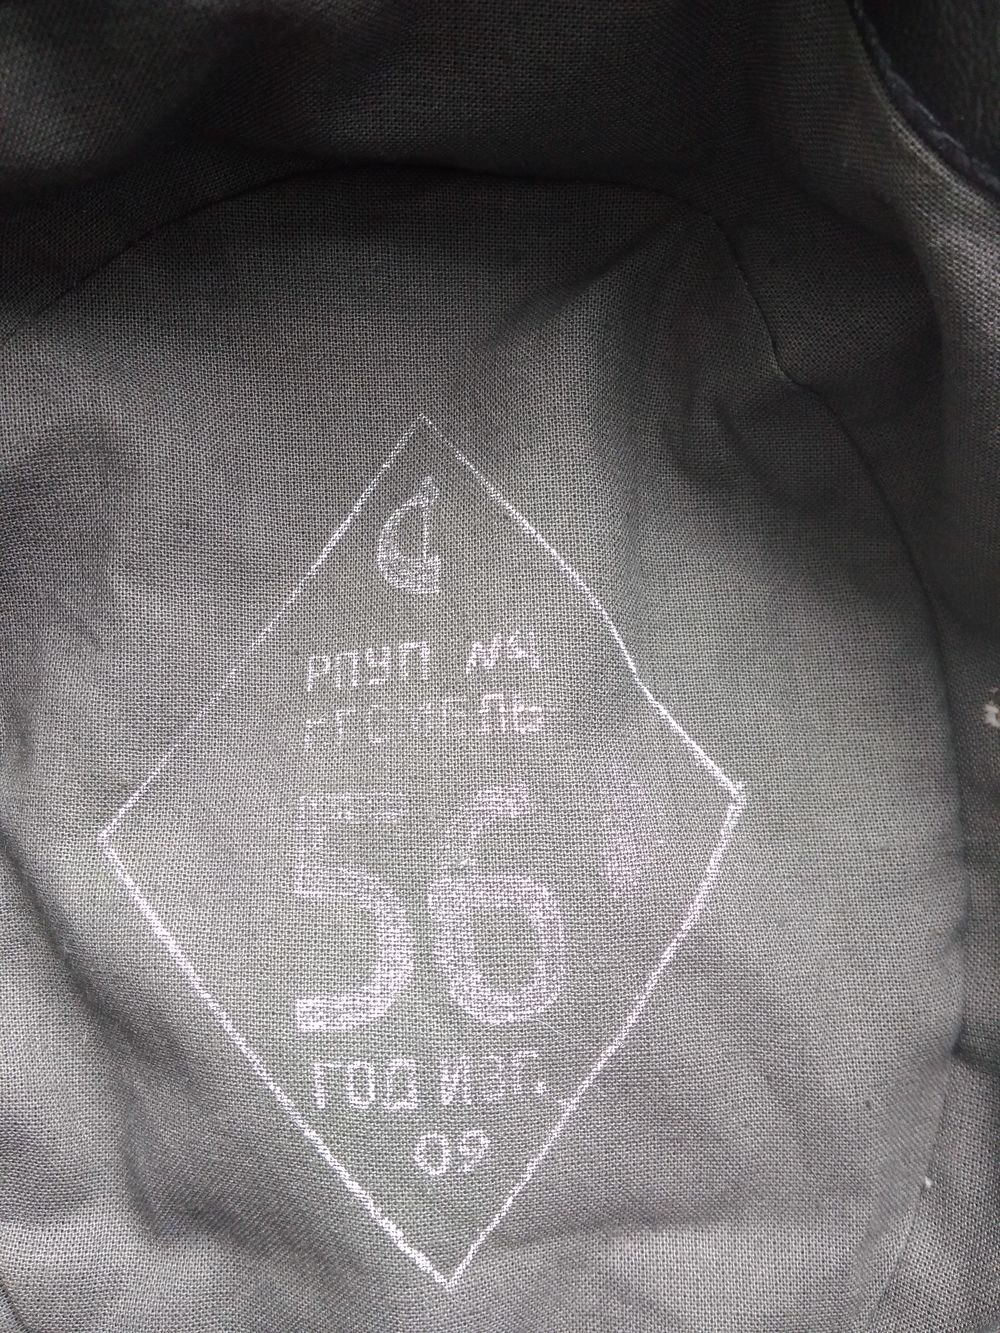 РПУП №4
г. ГОМЕЛЬ
56
ГОД ИЗГ.
09